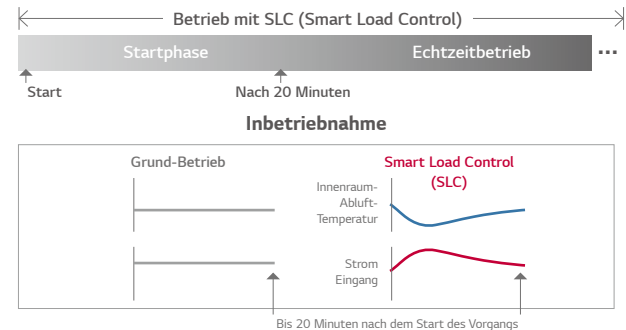 Betrieb mit SLC (Smart Load Control)
Startphase
Echtzeitbetrieb
...
Start
Nach 20 Minuten
Inbetriebnahme
Grund-Betrieb
Smart Load Control
(SLC)
Innenraum-
Abluft-
Temperatur
Strom
Eingang
Bis 20 Minuten nach dem Start des Vorgangs